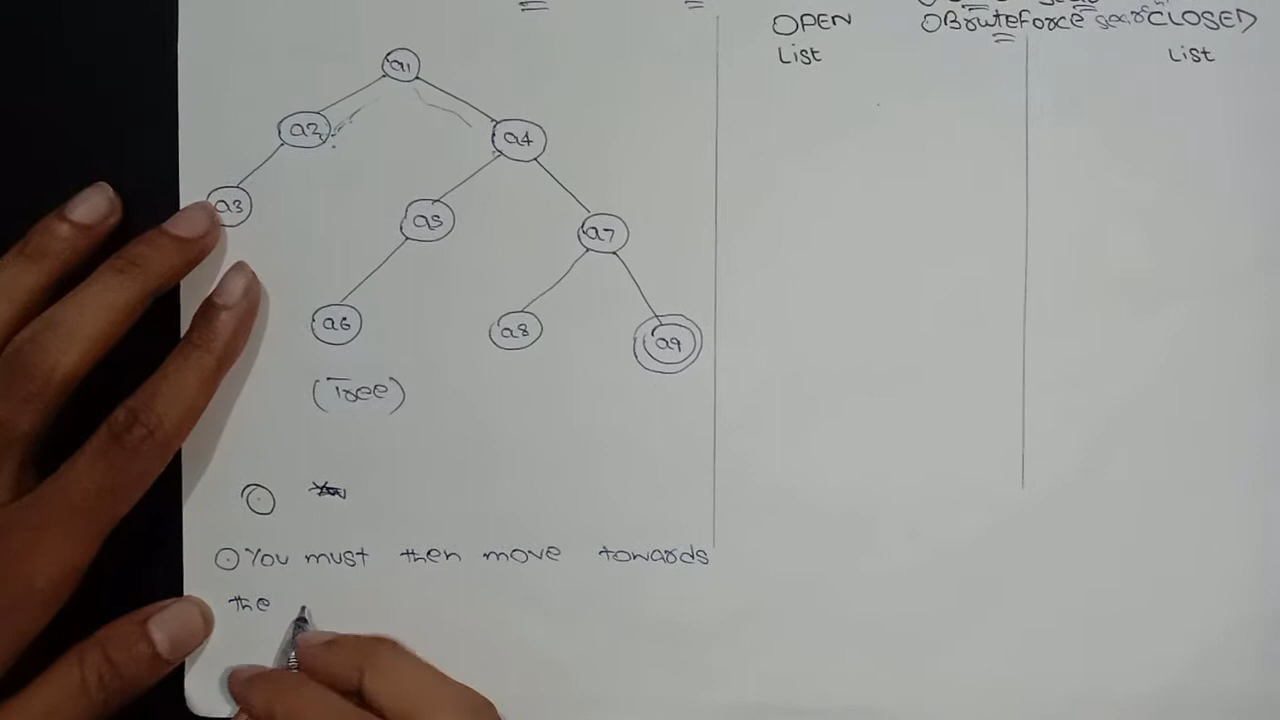 OPEN
List
BruteForce
CLOSED
List
a1
a2
a4
a3
a5
a7
a6
a8
a9
(Tree)
You must then move towards
the